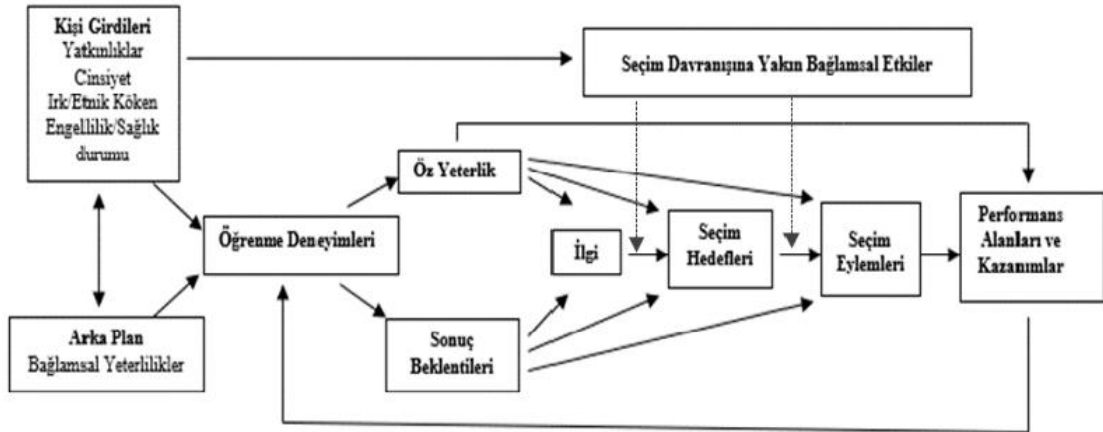 Kişi Girdileri
Yatkınlıklar
Cinsiyet
Irk/Etnik Köken
Engellilik/Sağlık
durumu
Seçim Davranışına Yakın Bağlamsal Etkiler
Öz Yeterlik
Öğrenme Deneyimleri
İlgi
Seçim
Hedefleri
Seçim
Eylemleri
Performans
Alanları ve
Kazanımlar
Arka Plan
Bağlamsal Yeterlilikler
Sonuç
Beklentileri